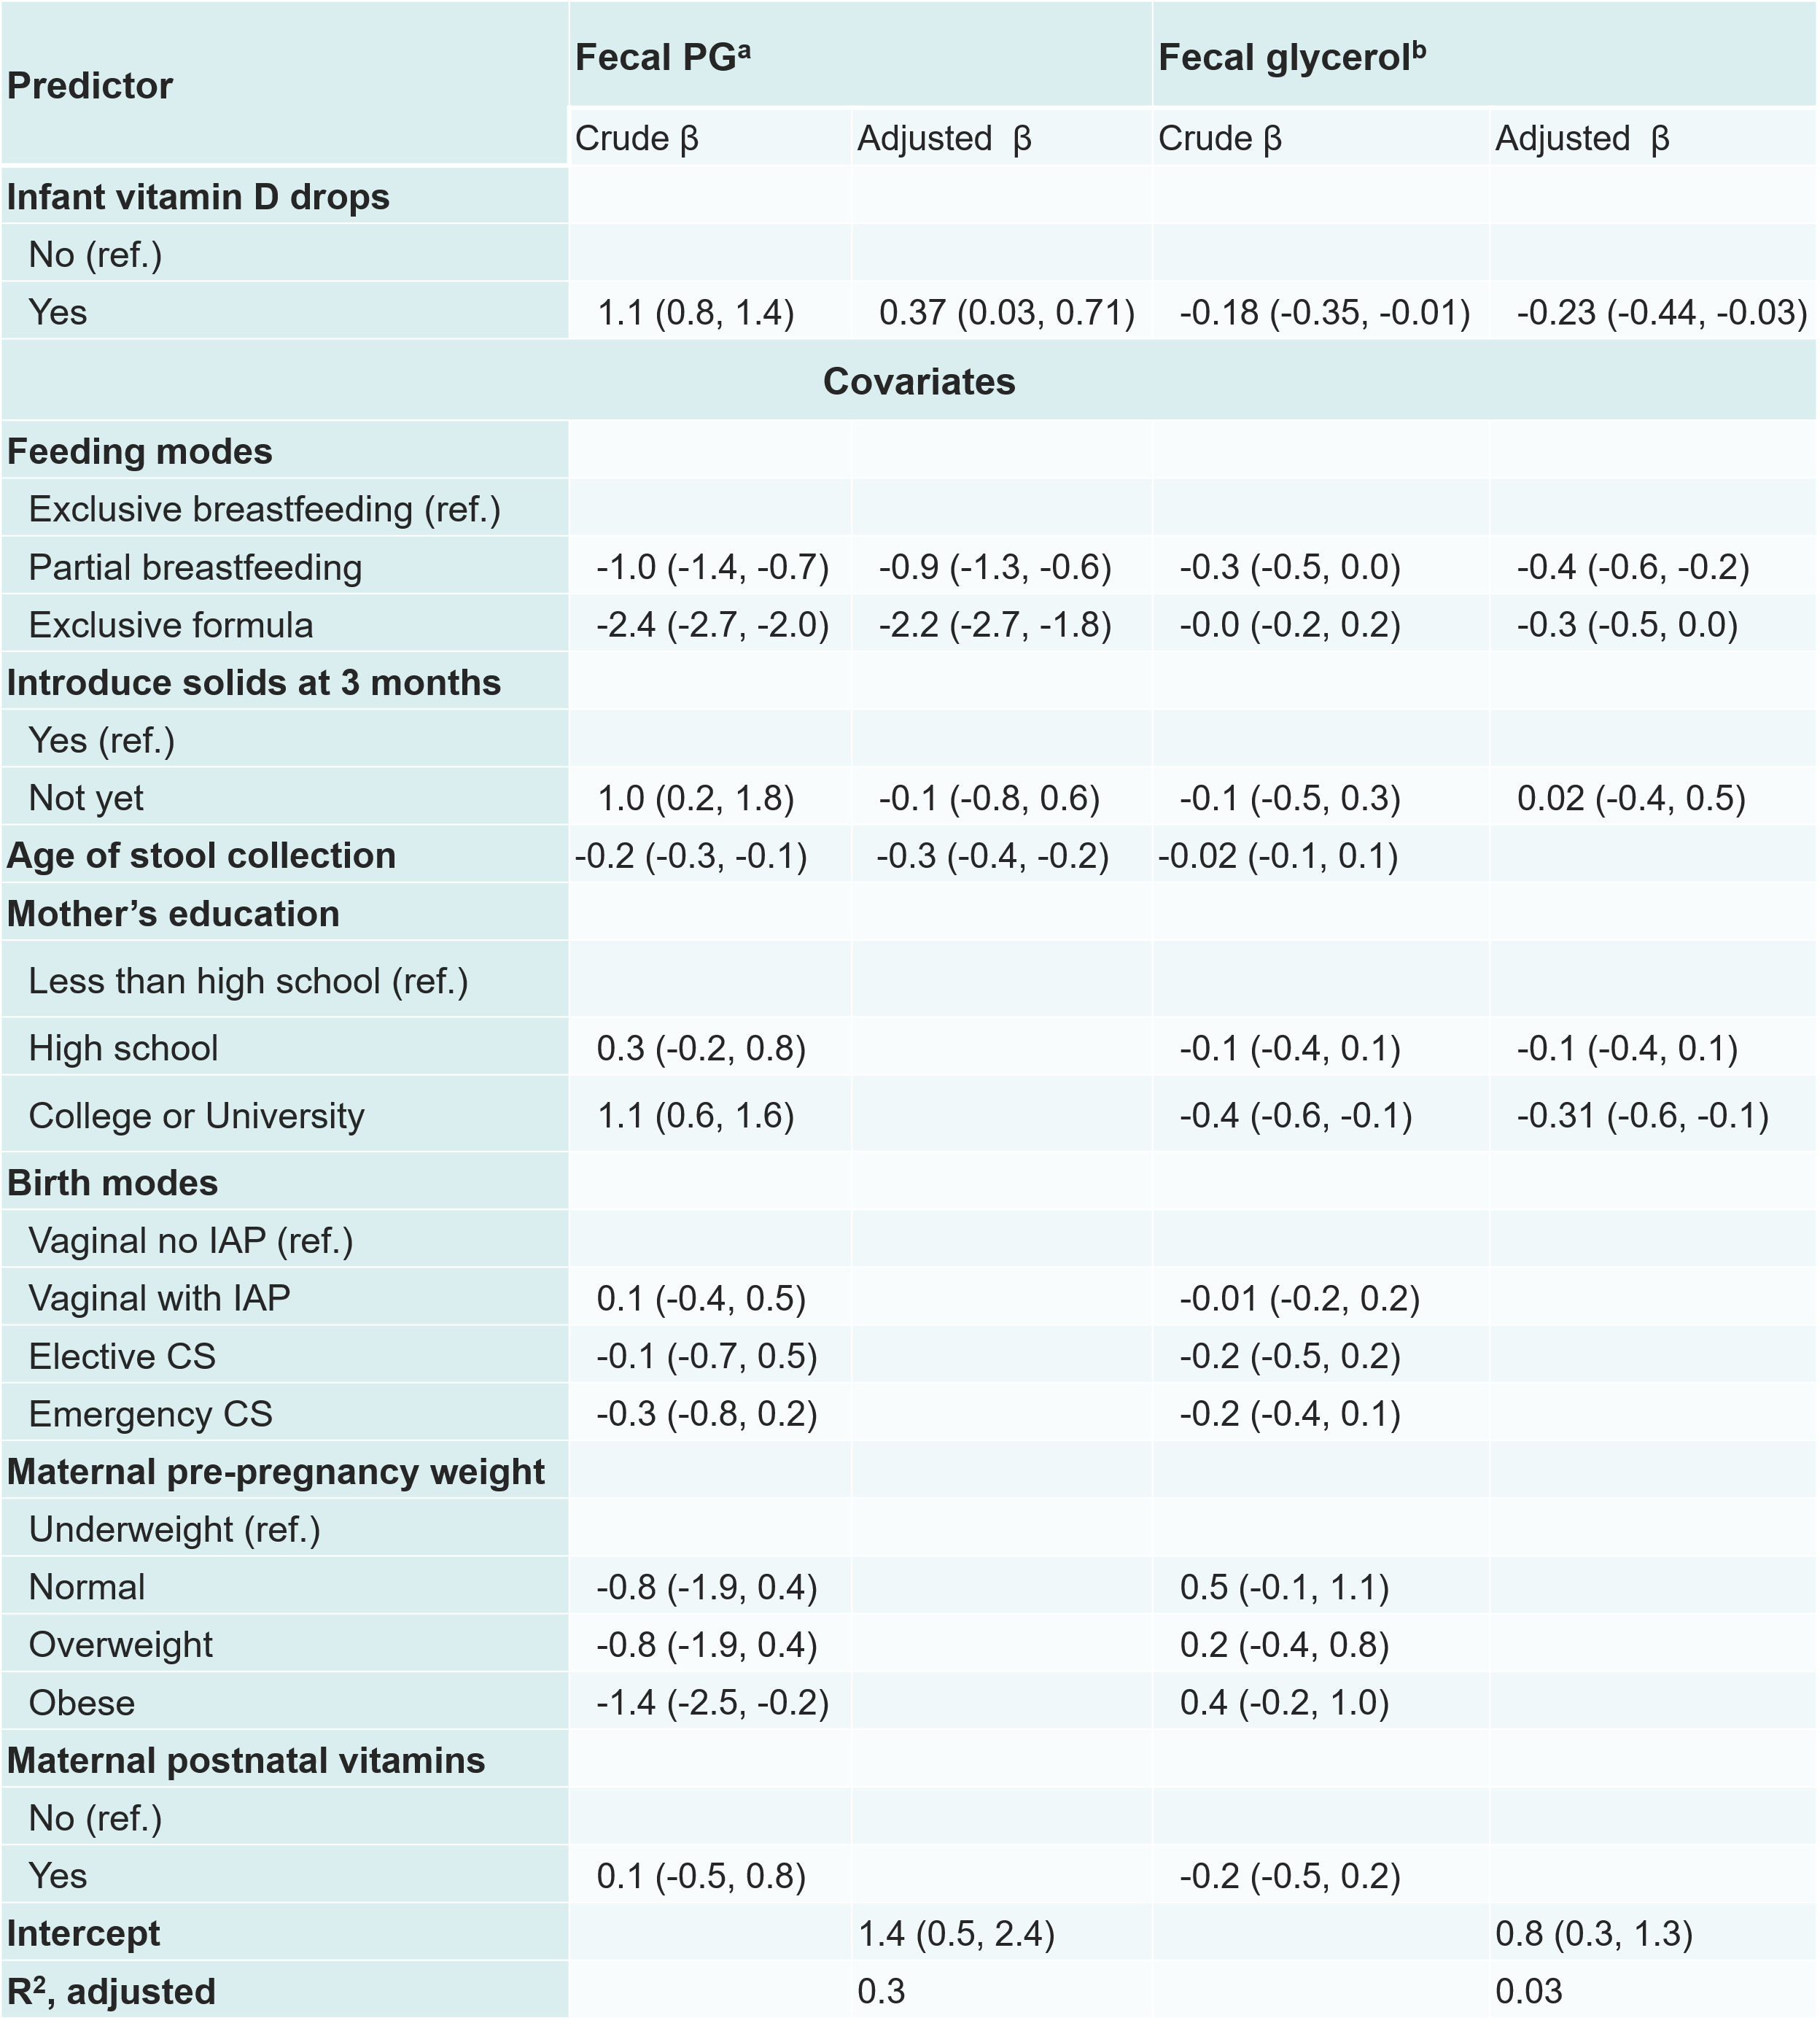 Predictor Fecal PGᵃ Fecal glycerolᵇ
Crude β Adjusted β Crude β Adjusted β
Infant vitamin D drops
No (ref.)
Yes 1.1 (0.8, 1.4) 0.37 (0.03, 0.71) -0.18 (-0.35, -0.01) -0.23 (-0.44, -0.03)
Covariates
Feeding modes
Exclusive breastfeeding (ref.)
Partial breastfeeding -1.0 (-1.4, -0.7) -0.9 (-1.3, -0.6) -0.3 (-0.5, 0.0) -0.4 (-0.6, -0.2)
Exclusive formula -2.4 (-2.7, -2.0) -2.2 (-2.7, -1.8) -0.0 (-0.2, 0.2) -0.3 (-0.5, 0.0)
Introduce solids at 3 months
Yes (ref.)
Not yet 1.0 (0.2, 1.8) -0.1 (-0.8, 0.6) -0.1 (-0.5, 0.3) 0.02 (-0.4, 0.5)
Age of stool collection -0.2 (-0.3, -0.1) -0.3 (-0.4, -0.2) -0.02 (-0.1, 0.1)
Mother’s education
Less than high school (ref.)
High school 0.3 (-0.2, 0.8) -0.1 (-0.4, 0.1) -0.1 (-0.4, 0.1)
College or University 1.1 (0.6, 1.6) -0.4 (-0.6, -0.1) -0.31 (-0.6, -0.1)
Birth modes
Vaginal no IAP (ref.)
Vaginal with IAP 0.1 (-0.4, 0.5) -0.01 (-0.2, 0.2)
Elective CS -0.1 (-0.7, 0.5) -0.2 (-0.5, 0.2)
Emergency CS -0.3 (-0.8, 0.2) -0.2 (-0.4, 0.1)
Maternal pre-pregnancy weight
Underweight (ref.)
Normal -0.8 (-1.9, 0.4) 0.5 (-0.1, 1.1)
Overweight -0.8 (-1.9, 0.4) 0.2 (-0.4, 0.8)
Obese -1.4 (-2.5, -0.2) 0.4 (-0.2, 1.0)
Maternal postnatal vitamins
No (ref.)
Yes 0.1 (-0.5, 0.8) -0.2 (-0.5, 0.2)
Intercept 1.4 (0.5, 2.4) 0.8 (0.3, 1.3)
R², adjusted 0.3 0.03